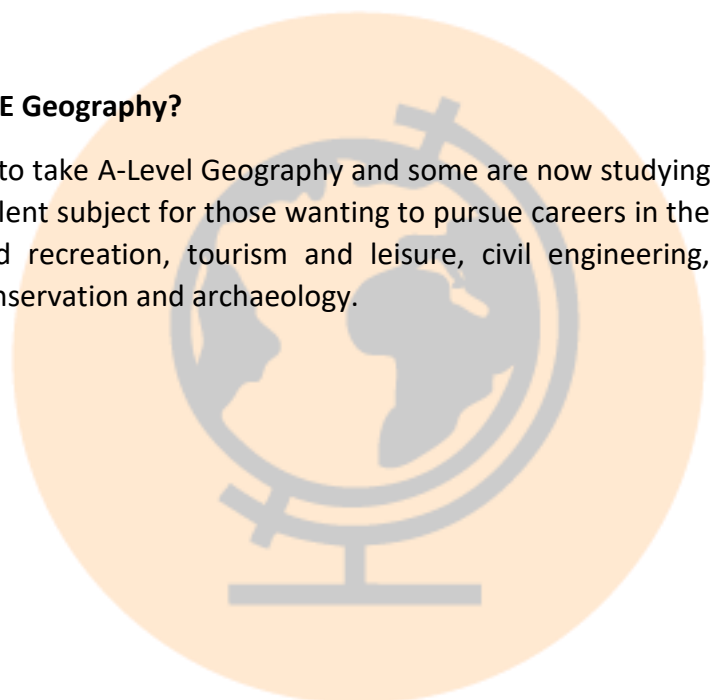 E Geography?
to take A-Level Geography and some are now studying
lent subject for those wanting to pursue careers in the
d recreation, tourism and leisure, civil engineering,
nservation and archaeology.